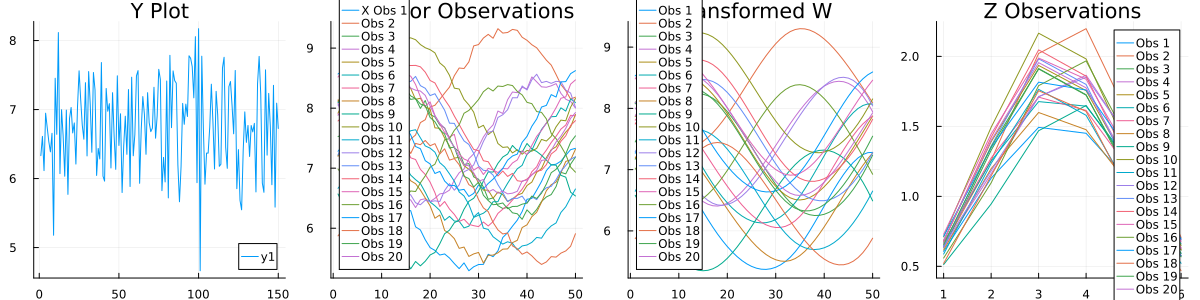 Y Plot
8
7
6
5
0
50
100
150
y1
or Observations
9
8
7
6
0
10
20
30
40
50
X Obs 1
Obs 2
Obs 3
Obs 4
Obs 5
Obs 6
Obs 7
Obs 8
Obs 9
Obs 10
Obs 11
Obs 12
Obs 13
Obs 14
Obs 15
Obs 16
Obs 17
Obs 18
Obs 19
Obs 20
ansformed W
9
8
7
6
0
10
20
30
40
50
Obs 1
Obs 2
Obs 3
Obs 4
Obs 5
Obs 6
Obs 7
Obs 8
Obs 9
Obs 10
Obs 11
Obs 12
Obs 13
Obs 14
Obs 15
Obs 16
Obs 17
Obs 18
Obs 19
Obs 20
Z Observations
2.0
1.5
1.0
0.5
1
2
3
4
Obs 1
Obs 2
Obs 3
Obs 4
Obs 5
Obs 6
Obs 7
Obs 8
Obs 9
Obs 10
Obs 11
Obs 12
Obs 13
Obs 14
Obs 15
Obs 16
Obs 17
Obs 18
Obs 19
Obs 20